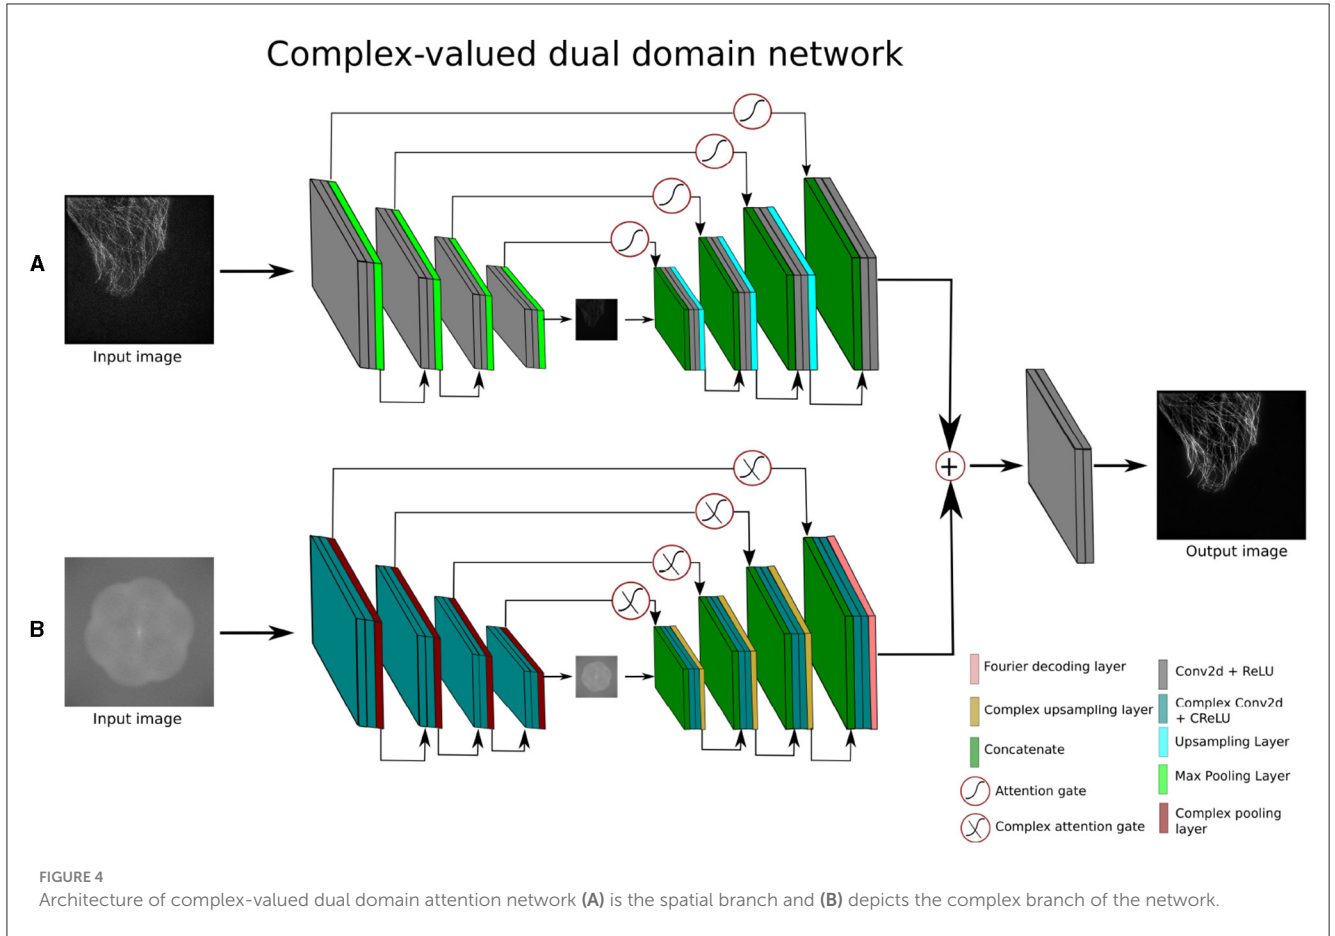 Complex-valued dual domain network
A
Input image
B
Input image
+
Output image
Fourier decoding layer
Complex upsampling layer
Concatenate
Attention gate
Complex attention gate
Conv2d + ReLU
Complex Conv2d
+ CReLU
Upsampling Layer
Max Pooling Layer
Complex pooling
layer
FIGURE 4
Architecture of complex-valued dual domain attention network (A) is the spatial branch and (B) depicts the complex branch of the network.